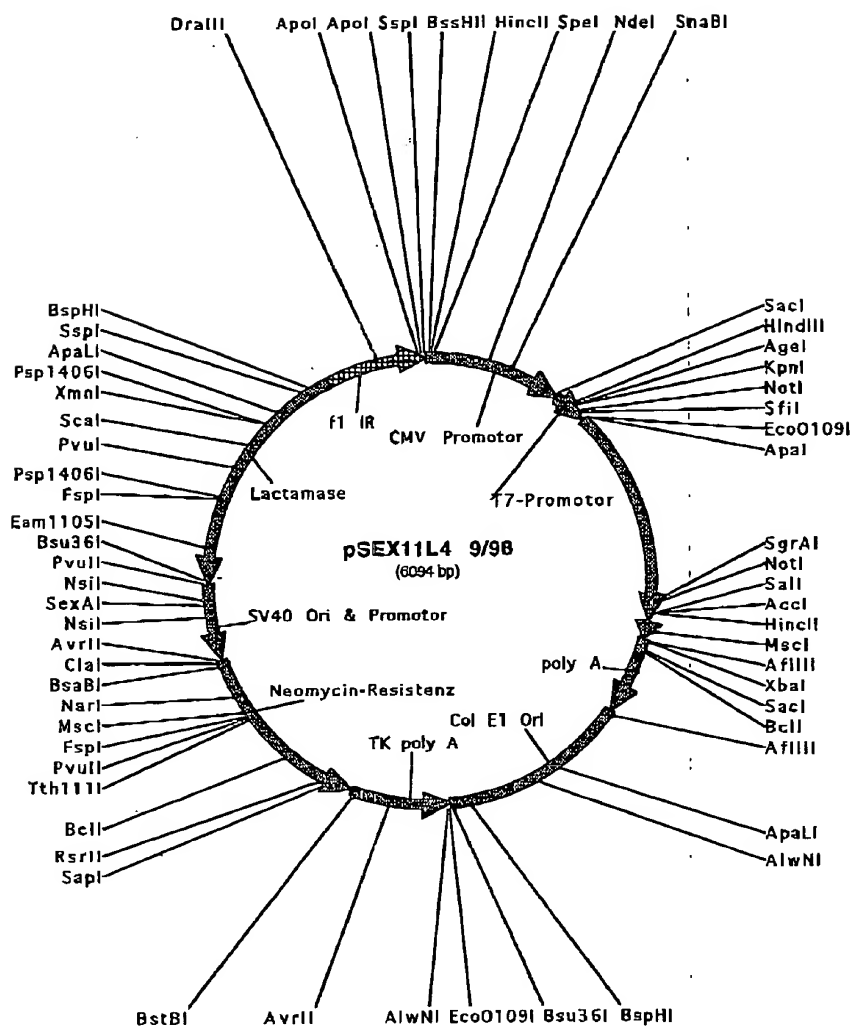 DraIII ApoI ApoI SspI BssHII HincII SpeI NdeI SnaBI
BspHI
SspI
ApaLI
Psp1406I
XmnI
ScaI
PvuI
Psp1406I
FspI
Eam1105I
Bsu36I
PvuII
NsiI
SexAI
NsiI
AvrII
ClaI
BsaBI
NarI
MscI
FspI
PvuII
Tth111I
BclI
RsrII
SapI
f1 IR
CMV Promotor
Lactamase
T7-Promotor
pSEX11L4 9/98
(6094 bp)
SV40 Ori & Promotor
poly A
Neomycin-Resistenz
Col E1 Ori
TK poly A
SacI
HindIII
AgeI
KpnI
NotI
SfiI
EcoO109I
ApaI
SgrAI
NotI
SalI
AccI
HincII
MscI
AflIII
XbaI
SacI
BclI
AflIII
ApaLI
AlwNI
BstBI AvrII AlwNI EcoO109I Bsu36I BspHI